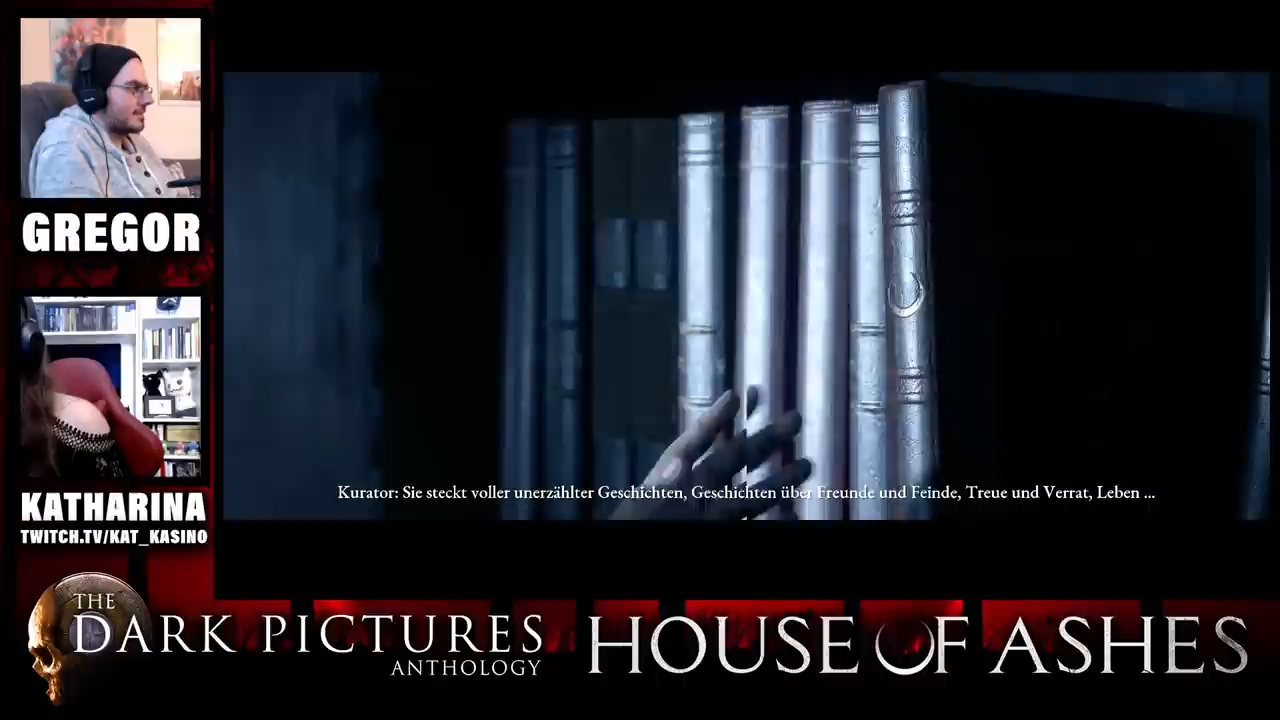 GREGOR
KATHARINA
TWITCH.TV/KAT_KASINO
Kurator: Sie steckt voller unerzählter Geschichten, Geschichten über Freunde und Feinde, Treue und Verrat, Leben ...
THE
DARK PICTURES
ANTHOLOGY
HOUSE OF ASHES